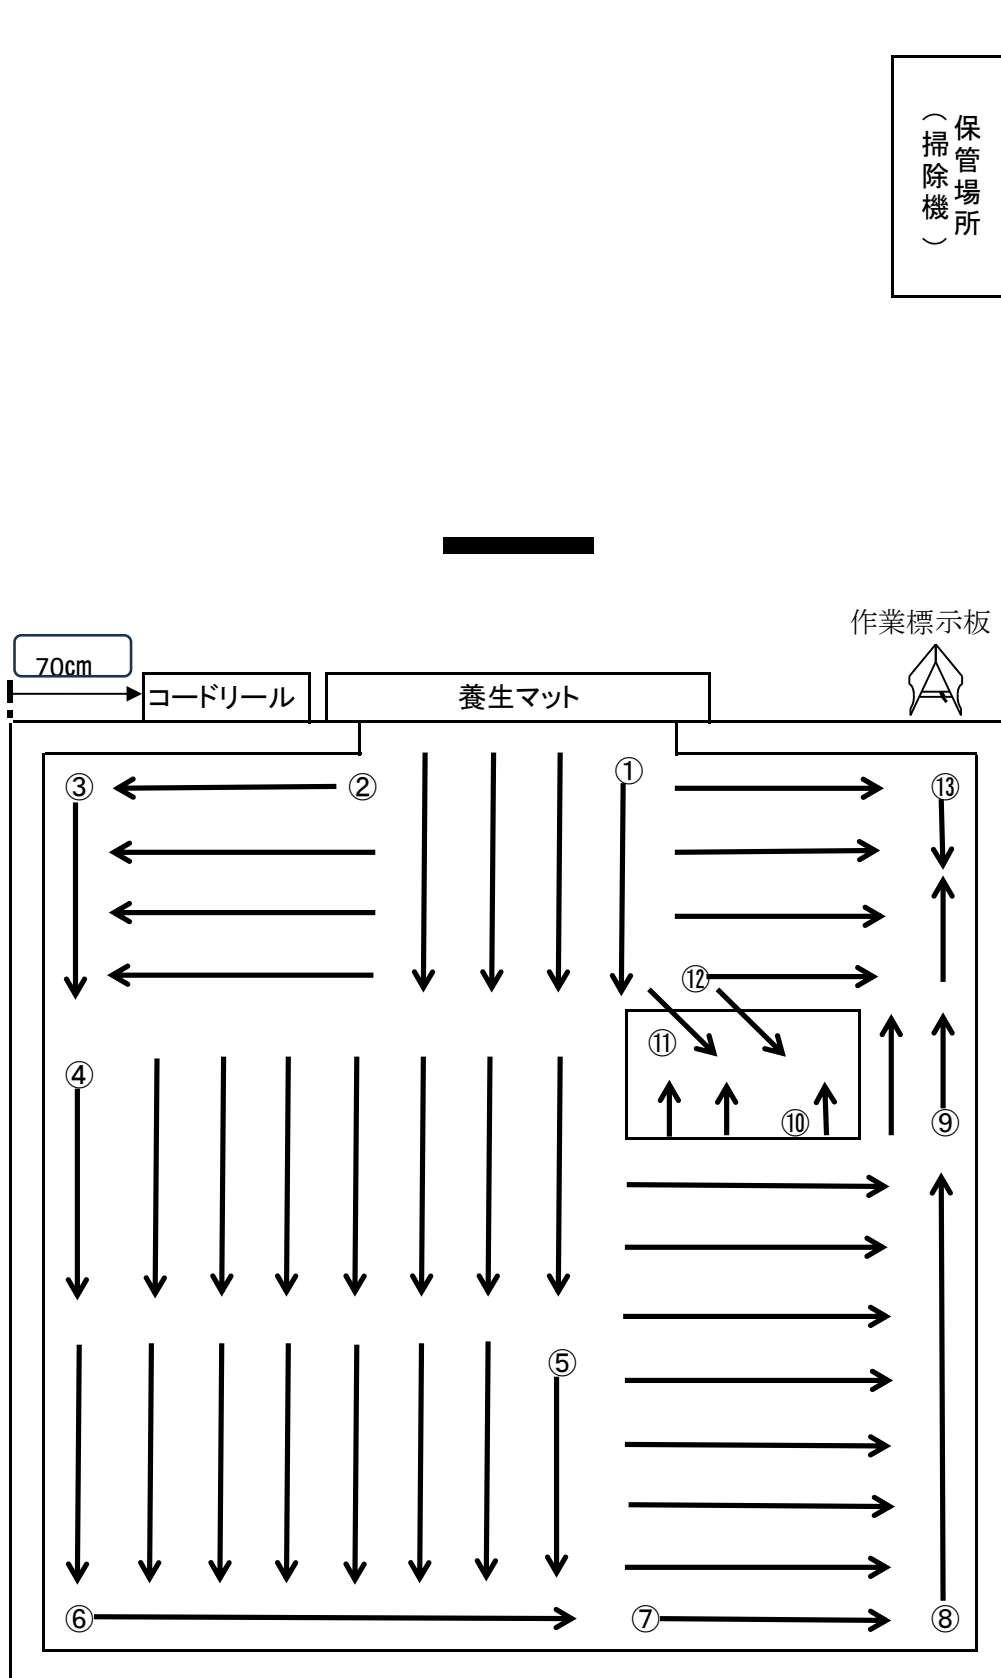 保管場所
（掃除機）
作業標示板
70㎝
コードリール
養生マット
①
③
②
⑬
⑫
⑪
④
⑩
⑨
⑤
⑥
⑦
⑧